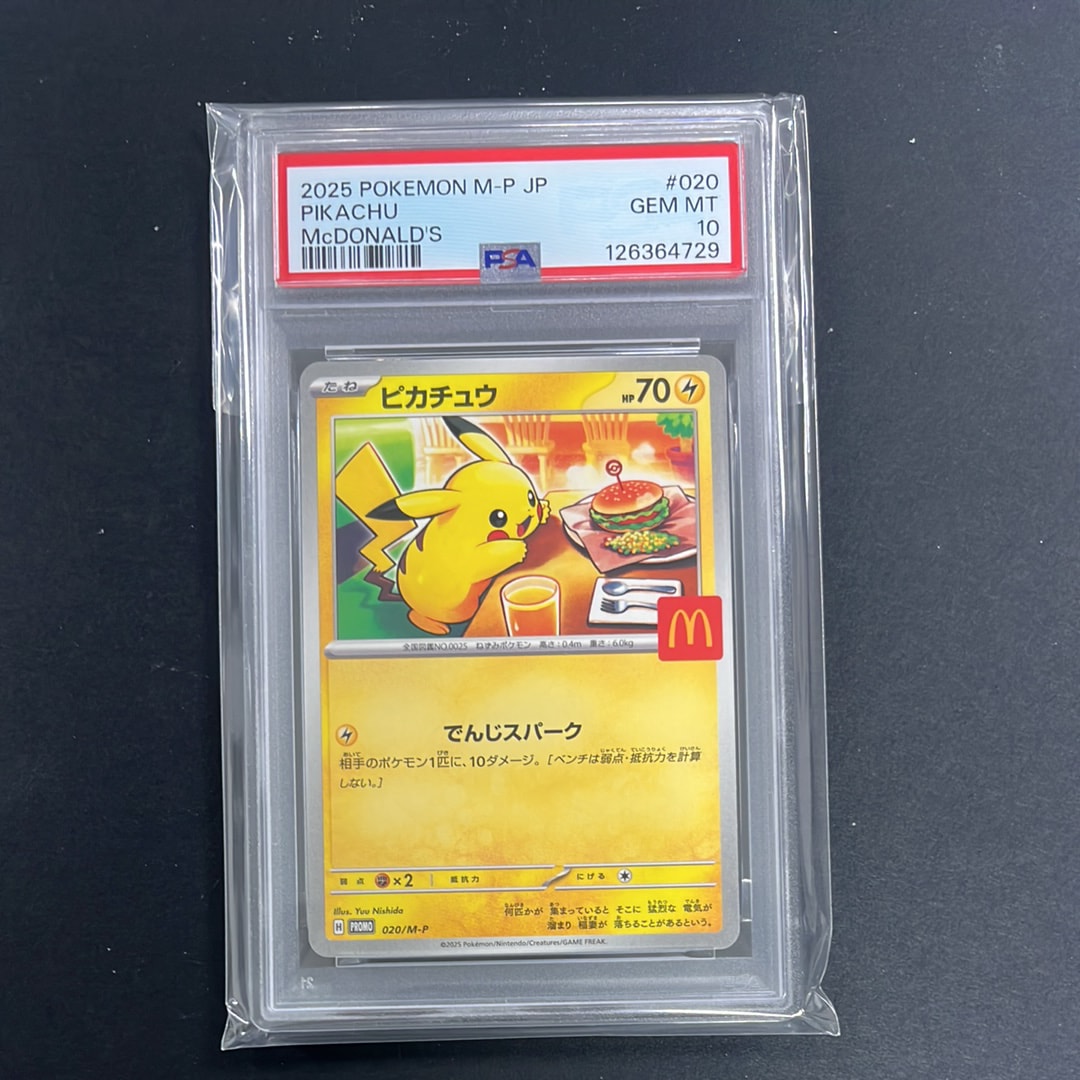 2025 POKEMON M-P JP #020
PIKACHU GEM MT
McDONALD'S 10
PSA 126364729
たね ピカチュウ HP70
全国図鑑NO.0025 ねずみポケモン 高さ:0.4m 重さ:6.0kg
でんじスパーク
相手のポケモン1匹に、10ダメージ。[ベンチは弱点・抵抗力を計算
しない。]
弱点 ×2 抵抗力 にげる
Illus. Yuu Nishida
何匹かが 集まっていると そこに 猛烈な 電気が
溜まり 稲妻が 落ちることがあるという。
H PROMO 020/M-P
©2025 Pokémon/Nintendo/Creatures/GAME FREAK.